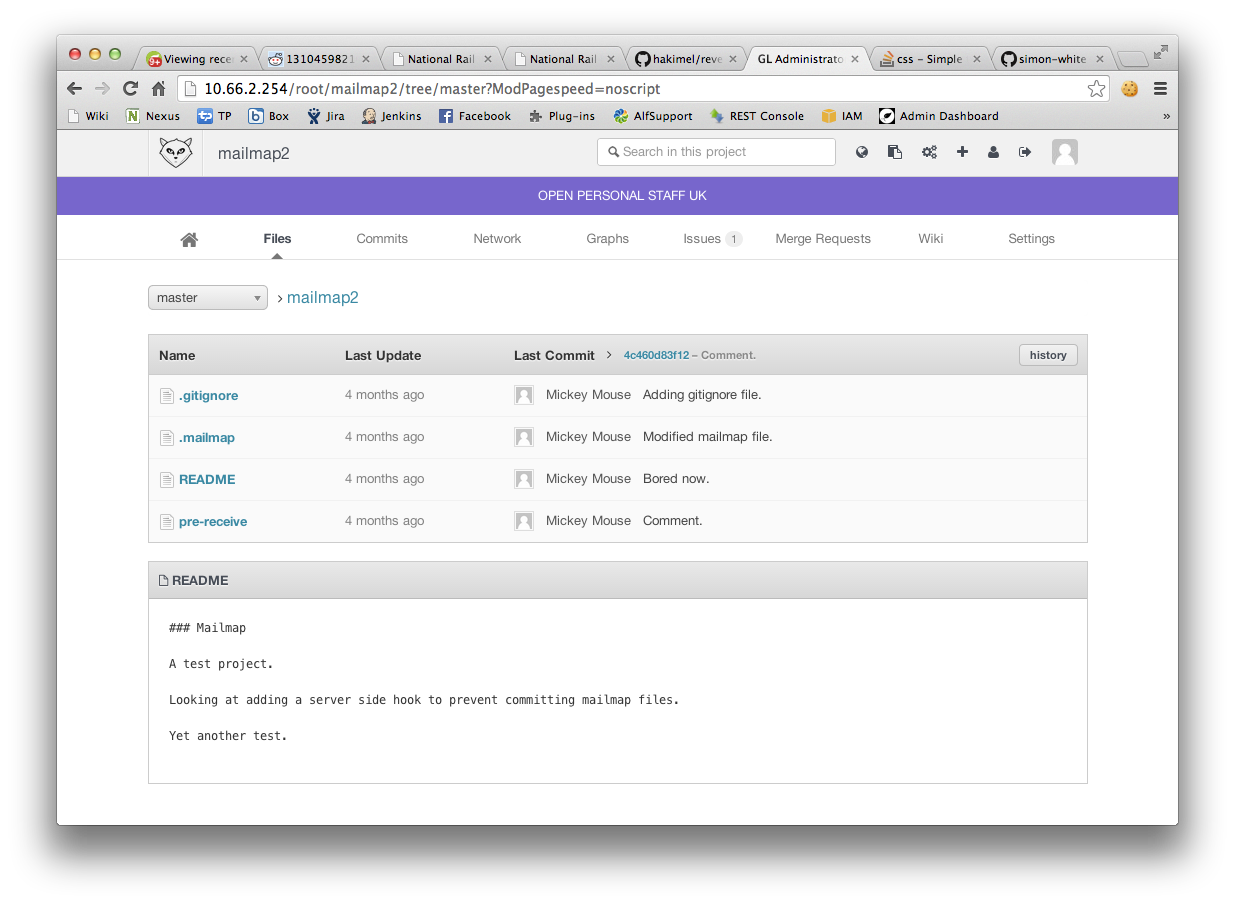 Viewing rece
1310459821
National Rail
National Rail
hakimel/reve
GL Administrato
css – Simple
simon-white
10.66.2.254/root/mailmap2/tree/master?ModPagespeed=noscript
Wiki Nexus TP Box Jira Jenkins Facebook Plug-ins AlfSupport REST Console IAM Admin Dashboard »
mailmap2 Search in this project
OPEN PERSONAL STAFF UK
Files Commits Network Graphs Issues 1 Merge Requests Wiki Settings
master › mailmap2
Name Last Update Last Commit > 4c460d83f12 – Comment. history
.gitignore 4 months ago Mickey Mouse Adding gitignore file.
.mailmap 4 months ago Mickey Mouse Modified mailmap file.
README 4 months ago Mickey Mouse Bored now.
pre-receive 4 months ago Mickey Mouse Comment.
README
### Mailmap
A test project.
Looking at adding a server side hook to prevent committing mailmap files.
Yet another test.